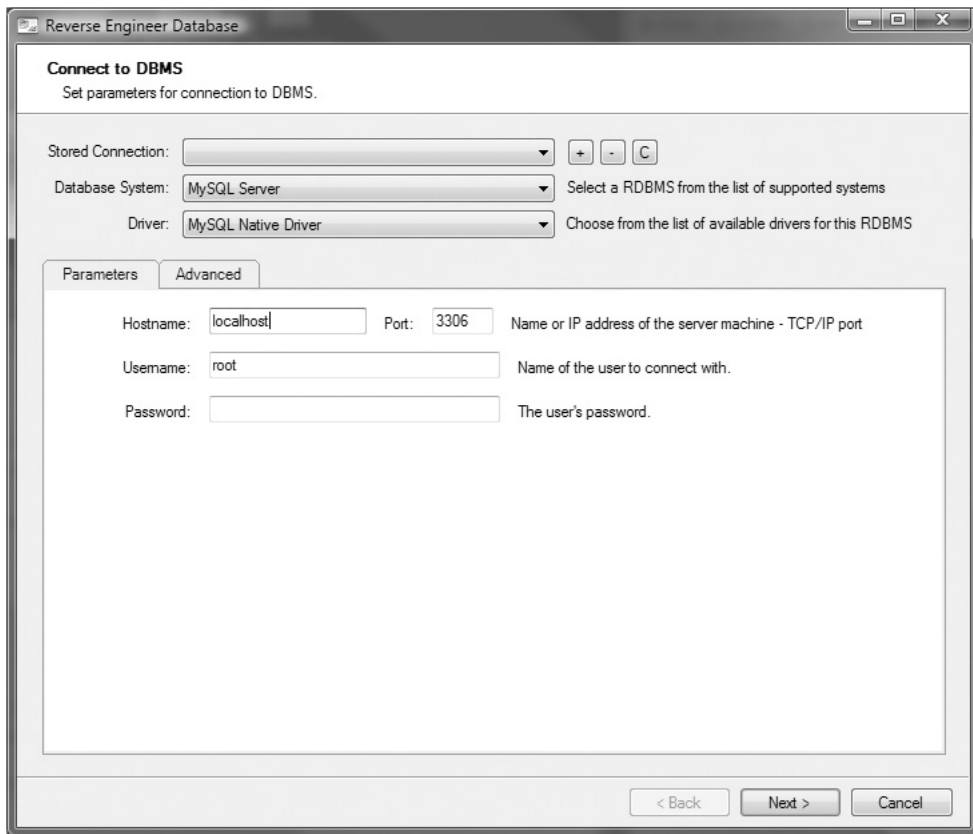 Reverse Engineer Database
Connect to DBMS
Set parameters for connection to DBMS.
Stored Connection: + - C
Database System: MySQL Server Select a RDBMS from the list of supported systems
Driver: MySQL Native Driver Choose from the list of available drivers for this RDBMS
Parameters Advanced
Hostname: localhost Port: 3306 Name or IP address of the server machine - TCP/IP port
Username: root Name of the user to connect with.
Password: The user's password.
< Back Next > Cancel